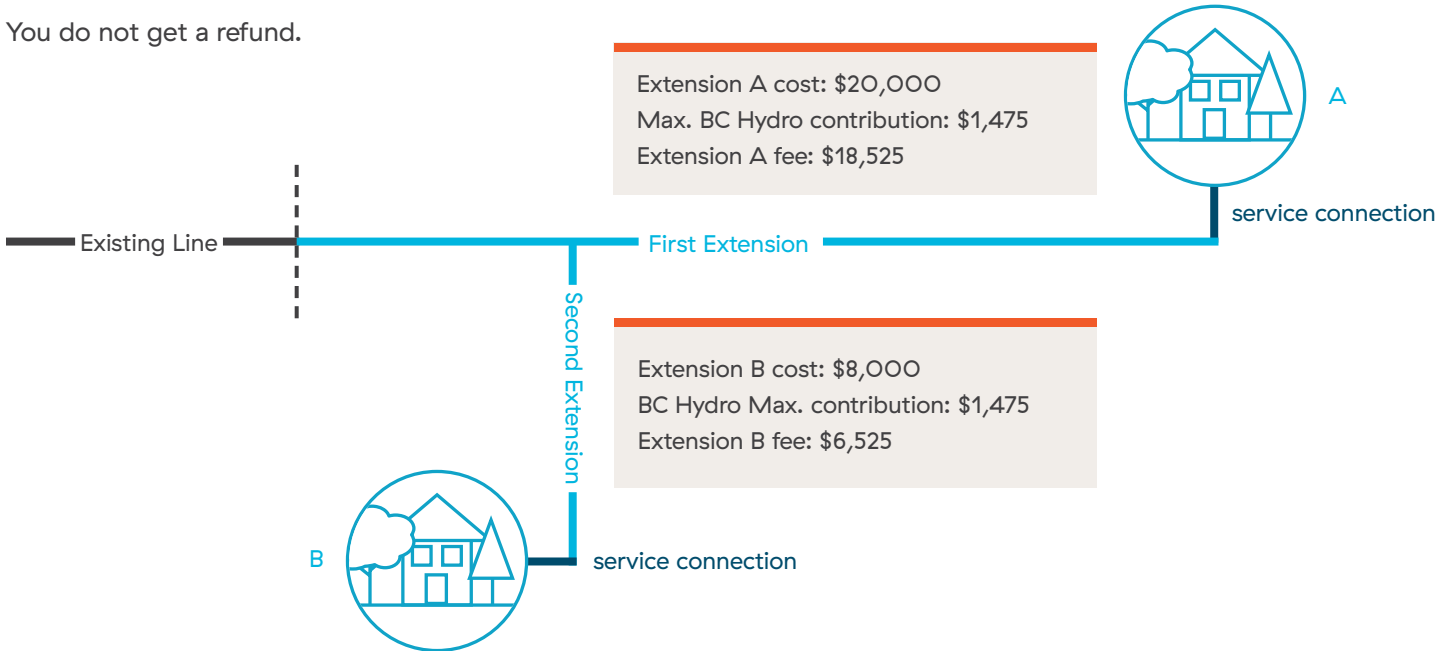 You do not get a refund.
Extension A cost: $20,000
Max. BC Hydro contribution: $1,475
Extension A fee: $18,525
A
service connection
Existing Line
First Extension
Second Extension
Extension B cost: $8,000
BC Hydro Max. contribution: $1,475
Extension B fee: $6,525
B
service connection